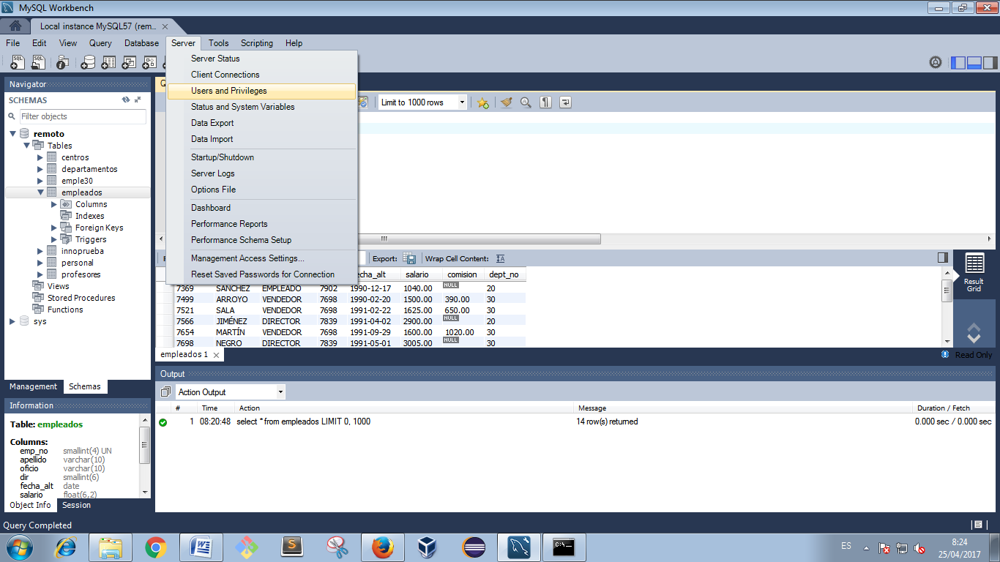 MySQL Workbench
Local instance MySQL57 (rem...
File Edit View Query Database Server Tools Scripting Help
Server Status
Client Connections
Users and Privileges
Status and System Variables
Data Export
Data Import
Startup/Shutdown
Server Logs
Options File
Dashboard
Performance Reports
Performance Schema Setup
Management Access Settings...
Reset Saved Passwords for Connection
Navigator
SCHEMAS
Filter objects
remoto
Tables
centros
departamentos
emple30
empleados
Columns
Indexes
Foreign Keys
Triggers
innoprueba
personal
profesores
Views
Stored Procedures
Functions
sys
Management Schemas
Limit to 1000 rows
Export: Wrap Cell Content:
fecha_alt salario comision dept_no
7369 SÁNCHEZ EMPLEADO 7902 1990-12-17 1040.00 NULL 20
7499 ARROYO VENDEDOR 7698 1990-02-20 1500.00 390.00 30
7521 SALA VENDEDOR 7698 1991-02-22 1625.00 650.00 30
7566 JIMÉNEZ DIRECTOR 7839 1991-04-02 2900.00 NULL 20
7654 MARTÍN VENDEDOR 7698 1991-09-29 1600.00 1020.00 30
7698 NEGRO DIRECTOR 7839 1991-05-01 3005.00 NULL 30
Result
Grid
empleados 1
Read Only
Output
Action Output
# Time Action Message Duration / Fetch
1 08:20:48 select * from empleados LIMIT 0, 1000 14 row(s) returned 0.000 sec / 0.000 sec
Information
Table: empleados
Columns:
emp_no smallint(4) UN
apellido varchar(10)
oficio varchar(10)
dir smallint(6)
fecha_alt date
salario float(6,2)
Object Info Session
Query Completed
ES
8:24
25/04/2017